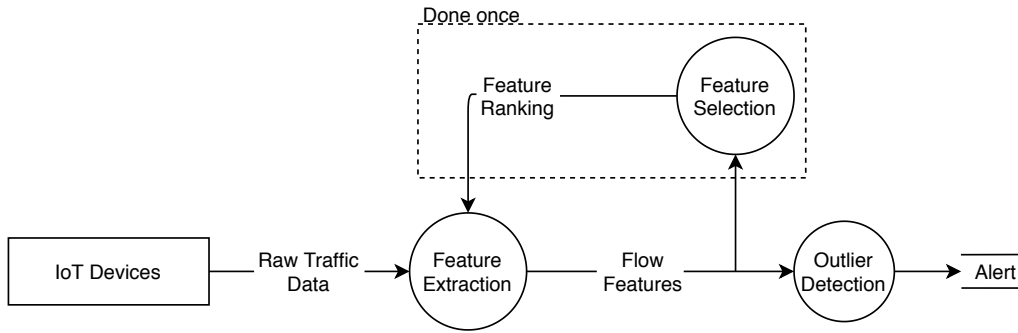 Done once
Feature
Ranking
Feature
Selection
IoT Devices
Raw Traffic
Data
Feature
Extraction
Flow
Features
Outlier
Detection
Alert